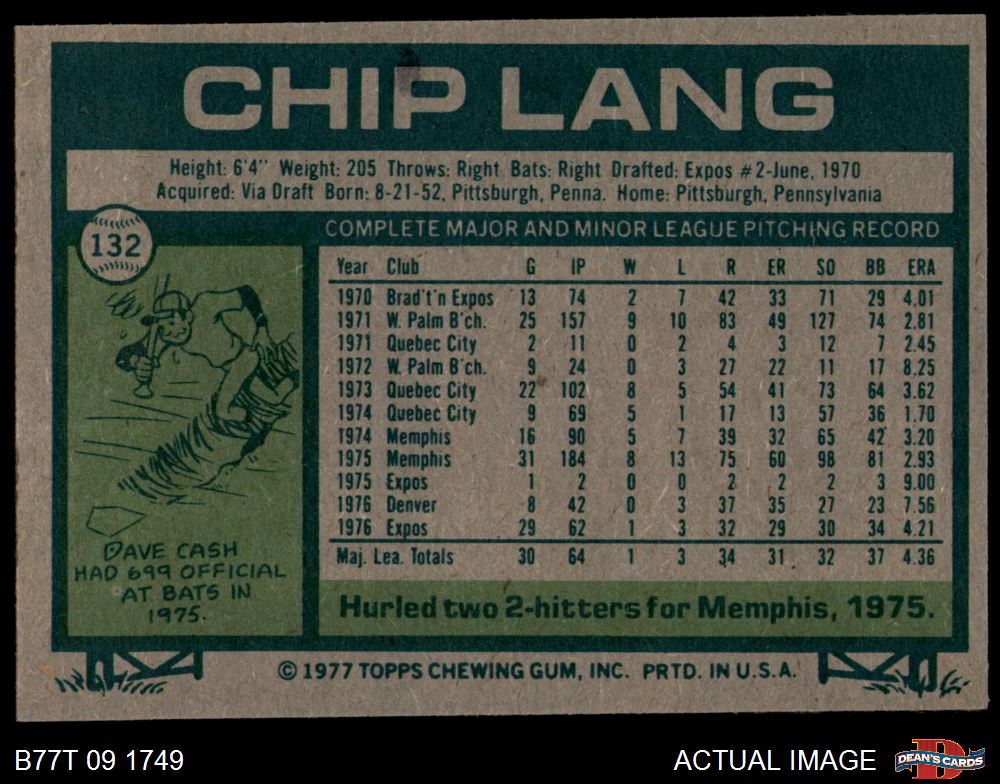 CHIP LANG
Height: 6'4" Weight: 205 Throws: Right Bats: Right Drafted: Expos #2-June, 1970
Acquired: Via Draft Born: 8-21-52, Pittsburgh, Penna. Home: Pittsburgh, Pennsylvania
132
COMPLETE MAJOR AND MINOR LEAGUE PITCHING RECORD
Year Club G IP W L R ER SO BB ERA
1970 Brad't'n Expos 13 74 2 7 42 33 71 29 4.01
1971 W. Palm B'ch. 25 157 9 10 83 49 127 74 2.81
1971 Quebec City 2 11 0 2 4 3 12 7 2.45
1972 W. Palm B'ch. 9 24 0 3 27 22 11 17 8.25
1973 Quebec City 22 102 8 5 54 41 73 64 3.62
1974 Quebec City 9 69 5 1 17 13 57 36 1.70
1974 Memphis 16 90 5 7 39 32 65 42 3.20
1975 Memphis 31 184 8 13 75 60 98 81 2.93
1975 Expos 1 2 0 0 2 2 2 3 9.00
1976 Denver 8 42 0 3 37 35 27 23 7.56
1976 Expos 29 62 1 3 32 29 30 34 4.21
Maj. Lea. Totals 30 64 1 3 34 31 32 37 4.36
DAVE CASH
HAD 699 OFFICIAL
AT BATS IN
1975.
Hurled two 2-hitters for Memphis, 1975.
© 1977 TOPPS CHEWING GUM, INC. PRTD. IN U.S.A.
B77T 09 1749
ACTUAL IMAGE
DEAN'S CARDS